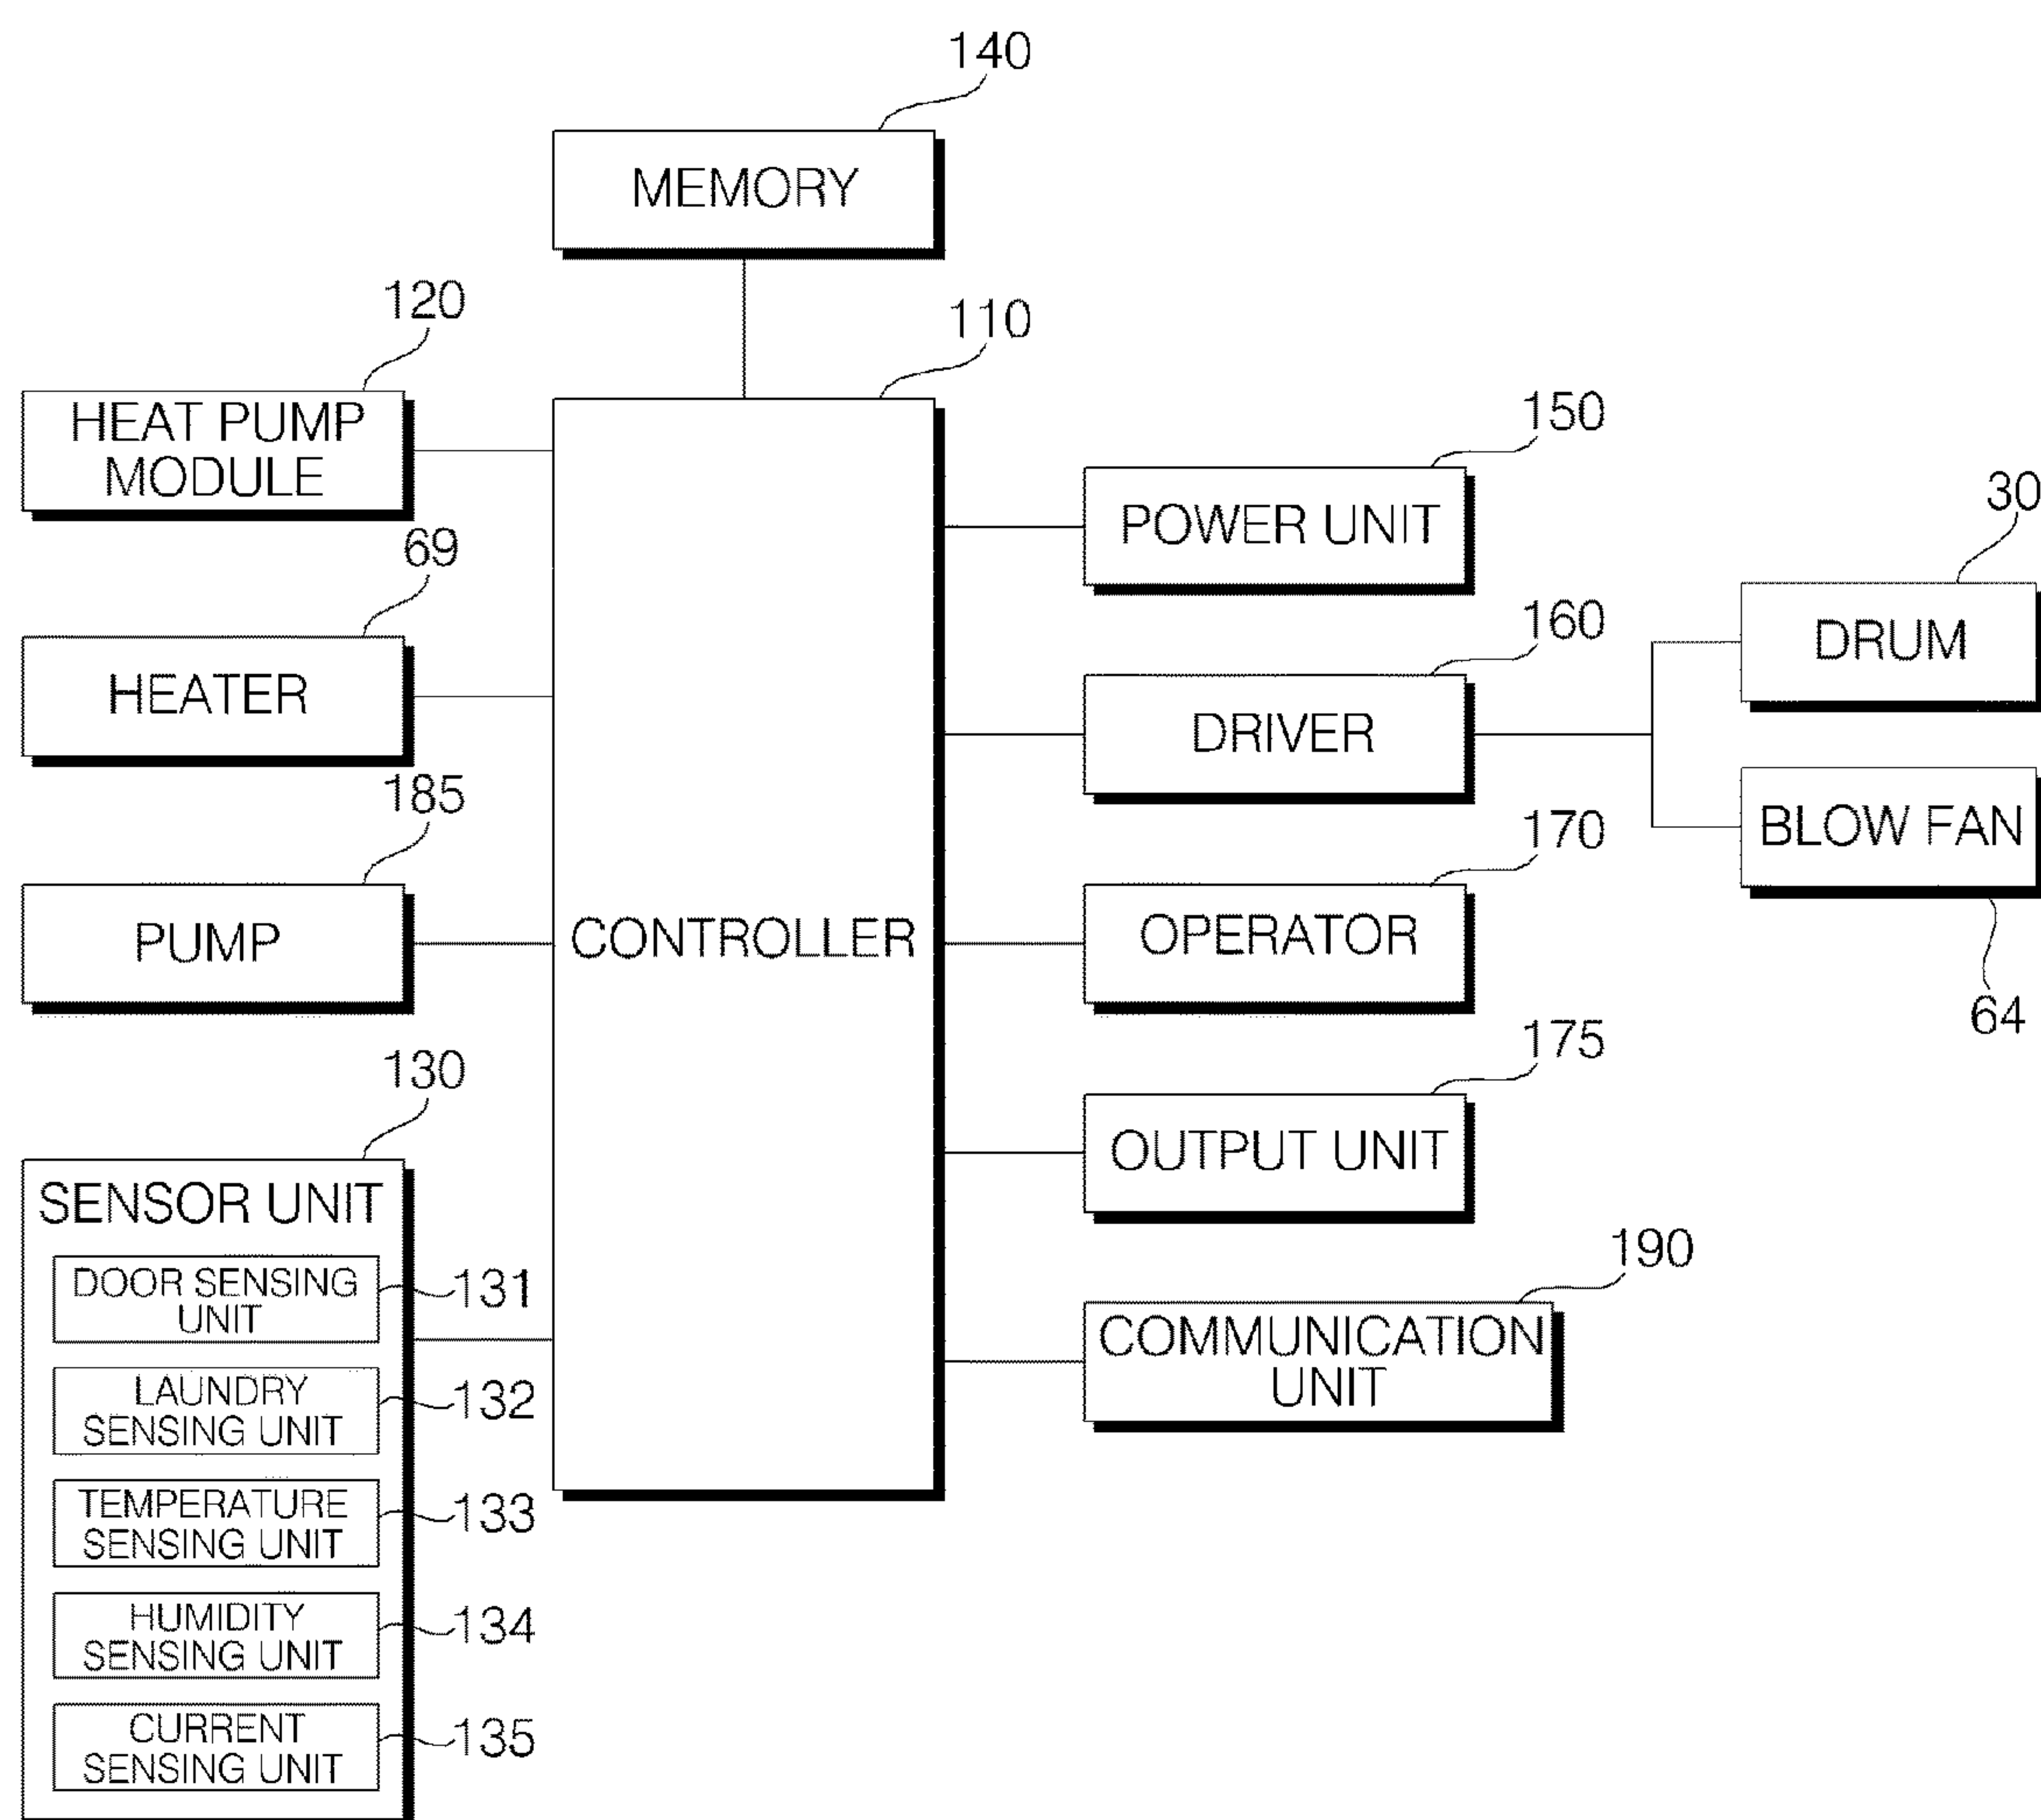 140
MEMORY
120
110
HEAT PUMP
MODULE
150
POWER UNIT
30
DRUM
69
HEATER
160
DRIVER
BLOW FAN
64
185
PUMP
CONTROLLER
170
OPERATOR
175
OUTPUT UNIT
130
SENSOR UNIT
DOOR SENSING
UNIT
131
LAUNDRY
SENSING UNIT
132
TEMPERATURE
SENSING UNIT
133
HUMIDITY
SENSING UNIT
134
CURRENT
SENSING UNIT
135
190
COMMUNICATION
UNIT